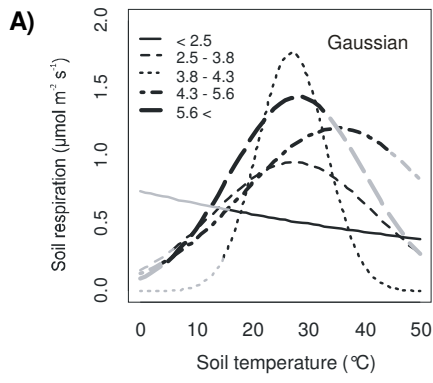 A)
Gaussian
< 2.5
2.5 - 3.8
3.8 - 4.3
4.3 - 5.6
5.6 <
Soil respiration (µmol m⁻² s⁻¹)
2.0
1.5
1.0
0.5
0.0
0 10 20 30 40 50
Soil temperature (°C)